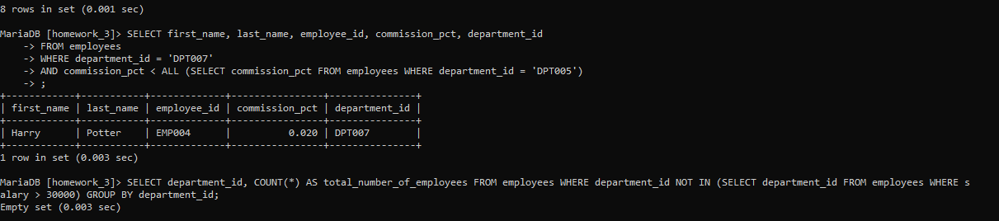 8 rows in set (0.001 sec)
MariaDB [homework_3]> SELECT first_name, last_name, employee_id, commission_pct, department_id
    -> FROM employees
    -> WHERE department_id = 'DPT007'
    -> AND commission_pct < ALL (SELECT commission_pct FROM employees WHERE department_id = 'DPT005')
    -> ;
+------------+-----------+-------------+----------------+---------------+
| first_name | last_name | employee_id | commission_pct | department_id |
+------------+-----------+-------------+----------------+---------------+
| Harry      | Potter    | EMP004      |          0.020 | DPT007        |
+------------+-----------+-------------+----------------+---------------+
1 row in set (0.003 sec)
MariaDB [homework_3]> SELECT department_id, COUNT(*) AS total_number_of_employees FROM employees WHERE department_id NOT IN (SELECT department_id FROM employees WHERE s
alary > 30000) GROUP BY department_id;
Empty set (0.003 sec)